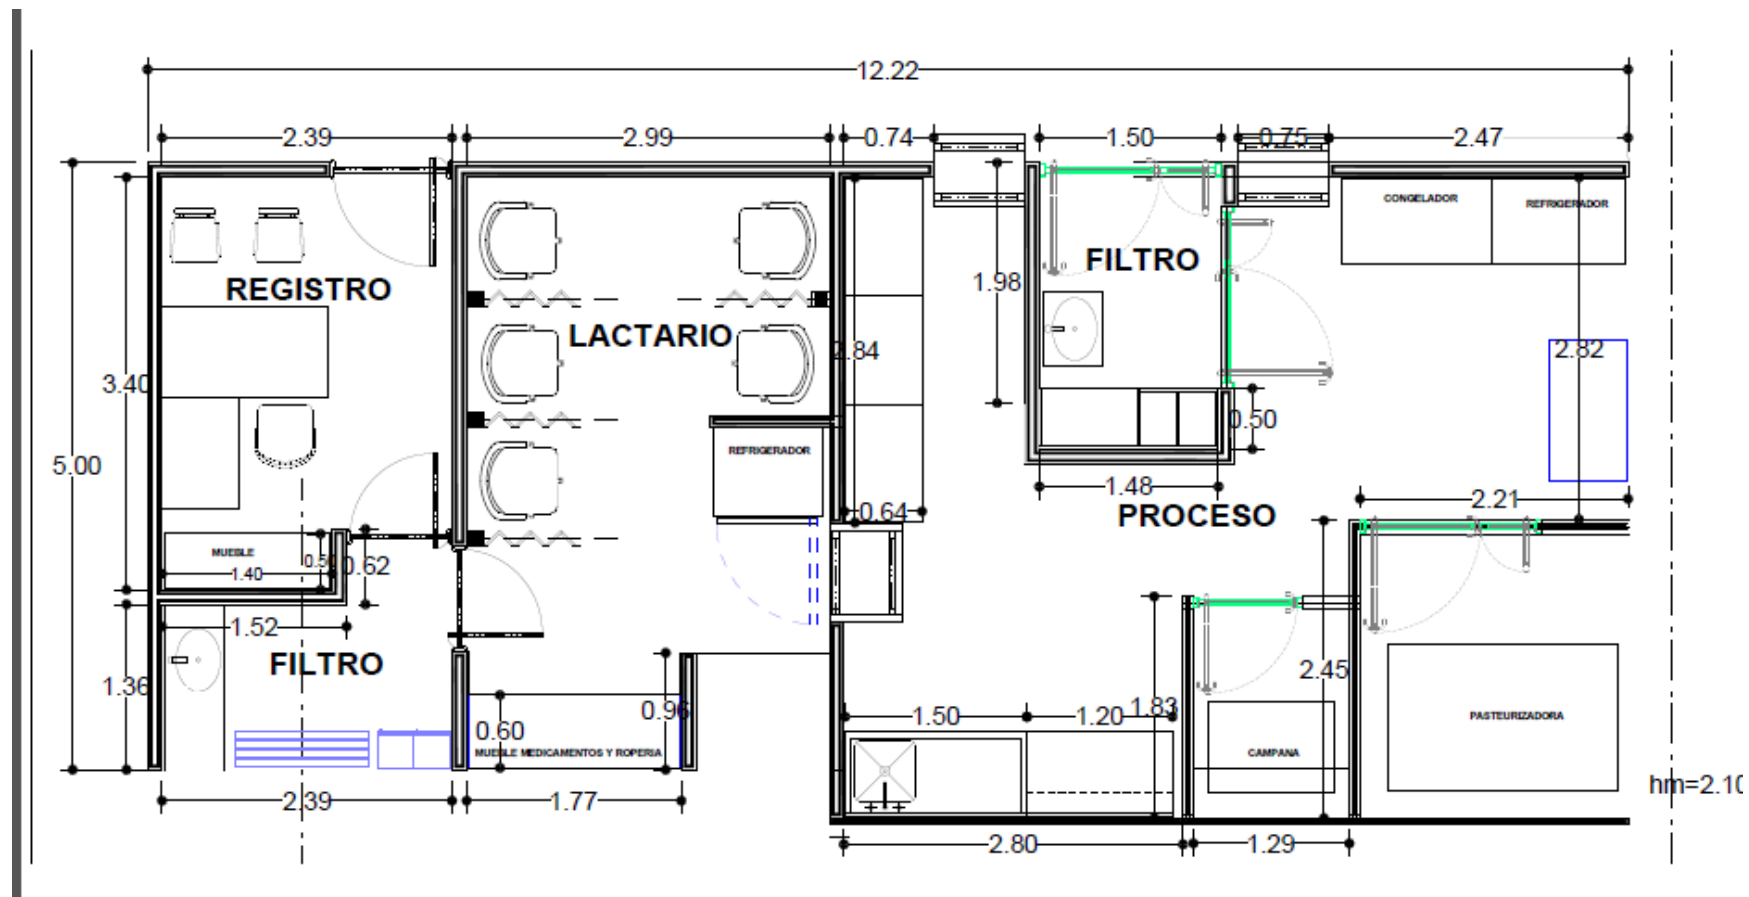 12.22
2.39
2.99
0.74
1.50
0.75
2.47
CONGELADOR
REFRIGERADOR
FILTRO
1.98
REGISTRO
LACTARIO
2.84
2.82
3.40
0.50
REFRIGERADOR
5.00
1.48
2.21
0.64
PROCESO
MUEBLE
0.50
0.62
1.40
1.52
FILTRO
2.45
1.36
0.96
1.50
1.20
1.83
PASTEURIZADORA
0.60
MUEBLE MEDICAMENTOS Y ROPERIA
CAMPANA
hm=2.10
2.39
1.77
2.80
1.29